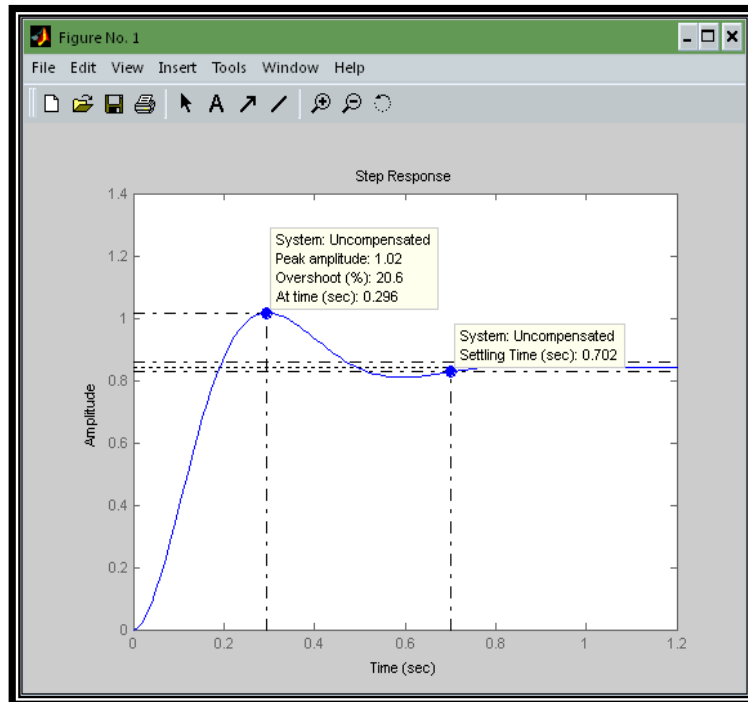 Figure No. 1
File Edit View Insert Tools Window Help
A
Step Response
1.4
1.2
1
0.8
0.6
0.4
0.2
0
System: Uncompensated
Peak amplitude: 1.02
Overshoot (%): 20.6
At time (sec): 0.296
System: Uncompensated
Settling Time (sec): 0.702
Amplitude
0 0.2 0.4 0.6 0.8 1 1.2
Time (sec)